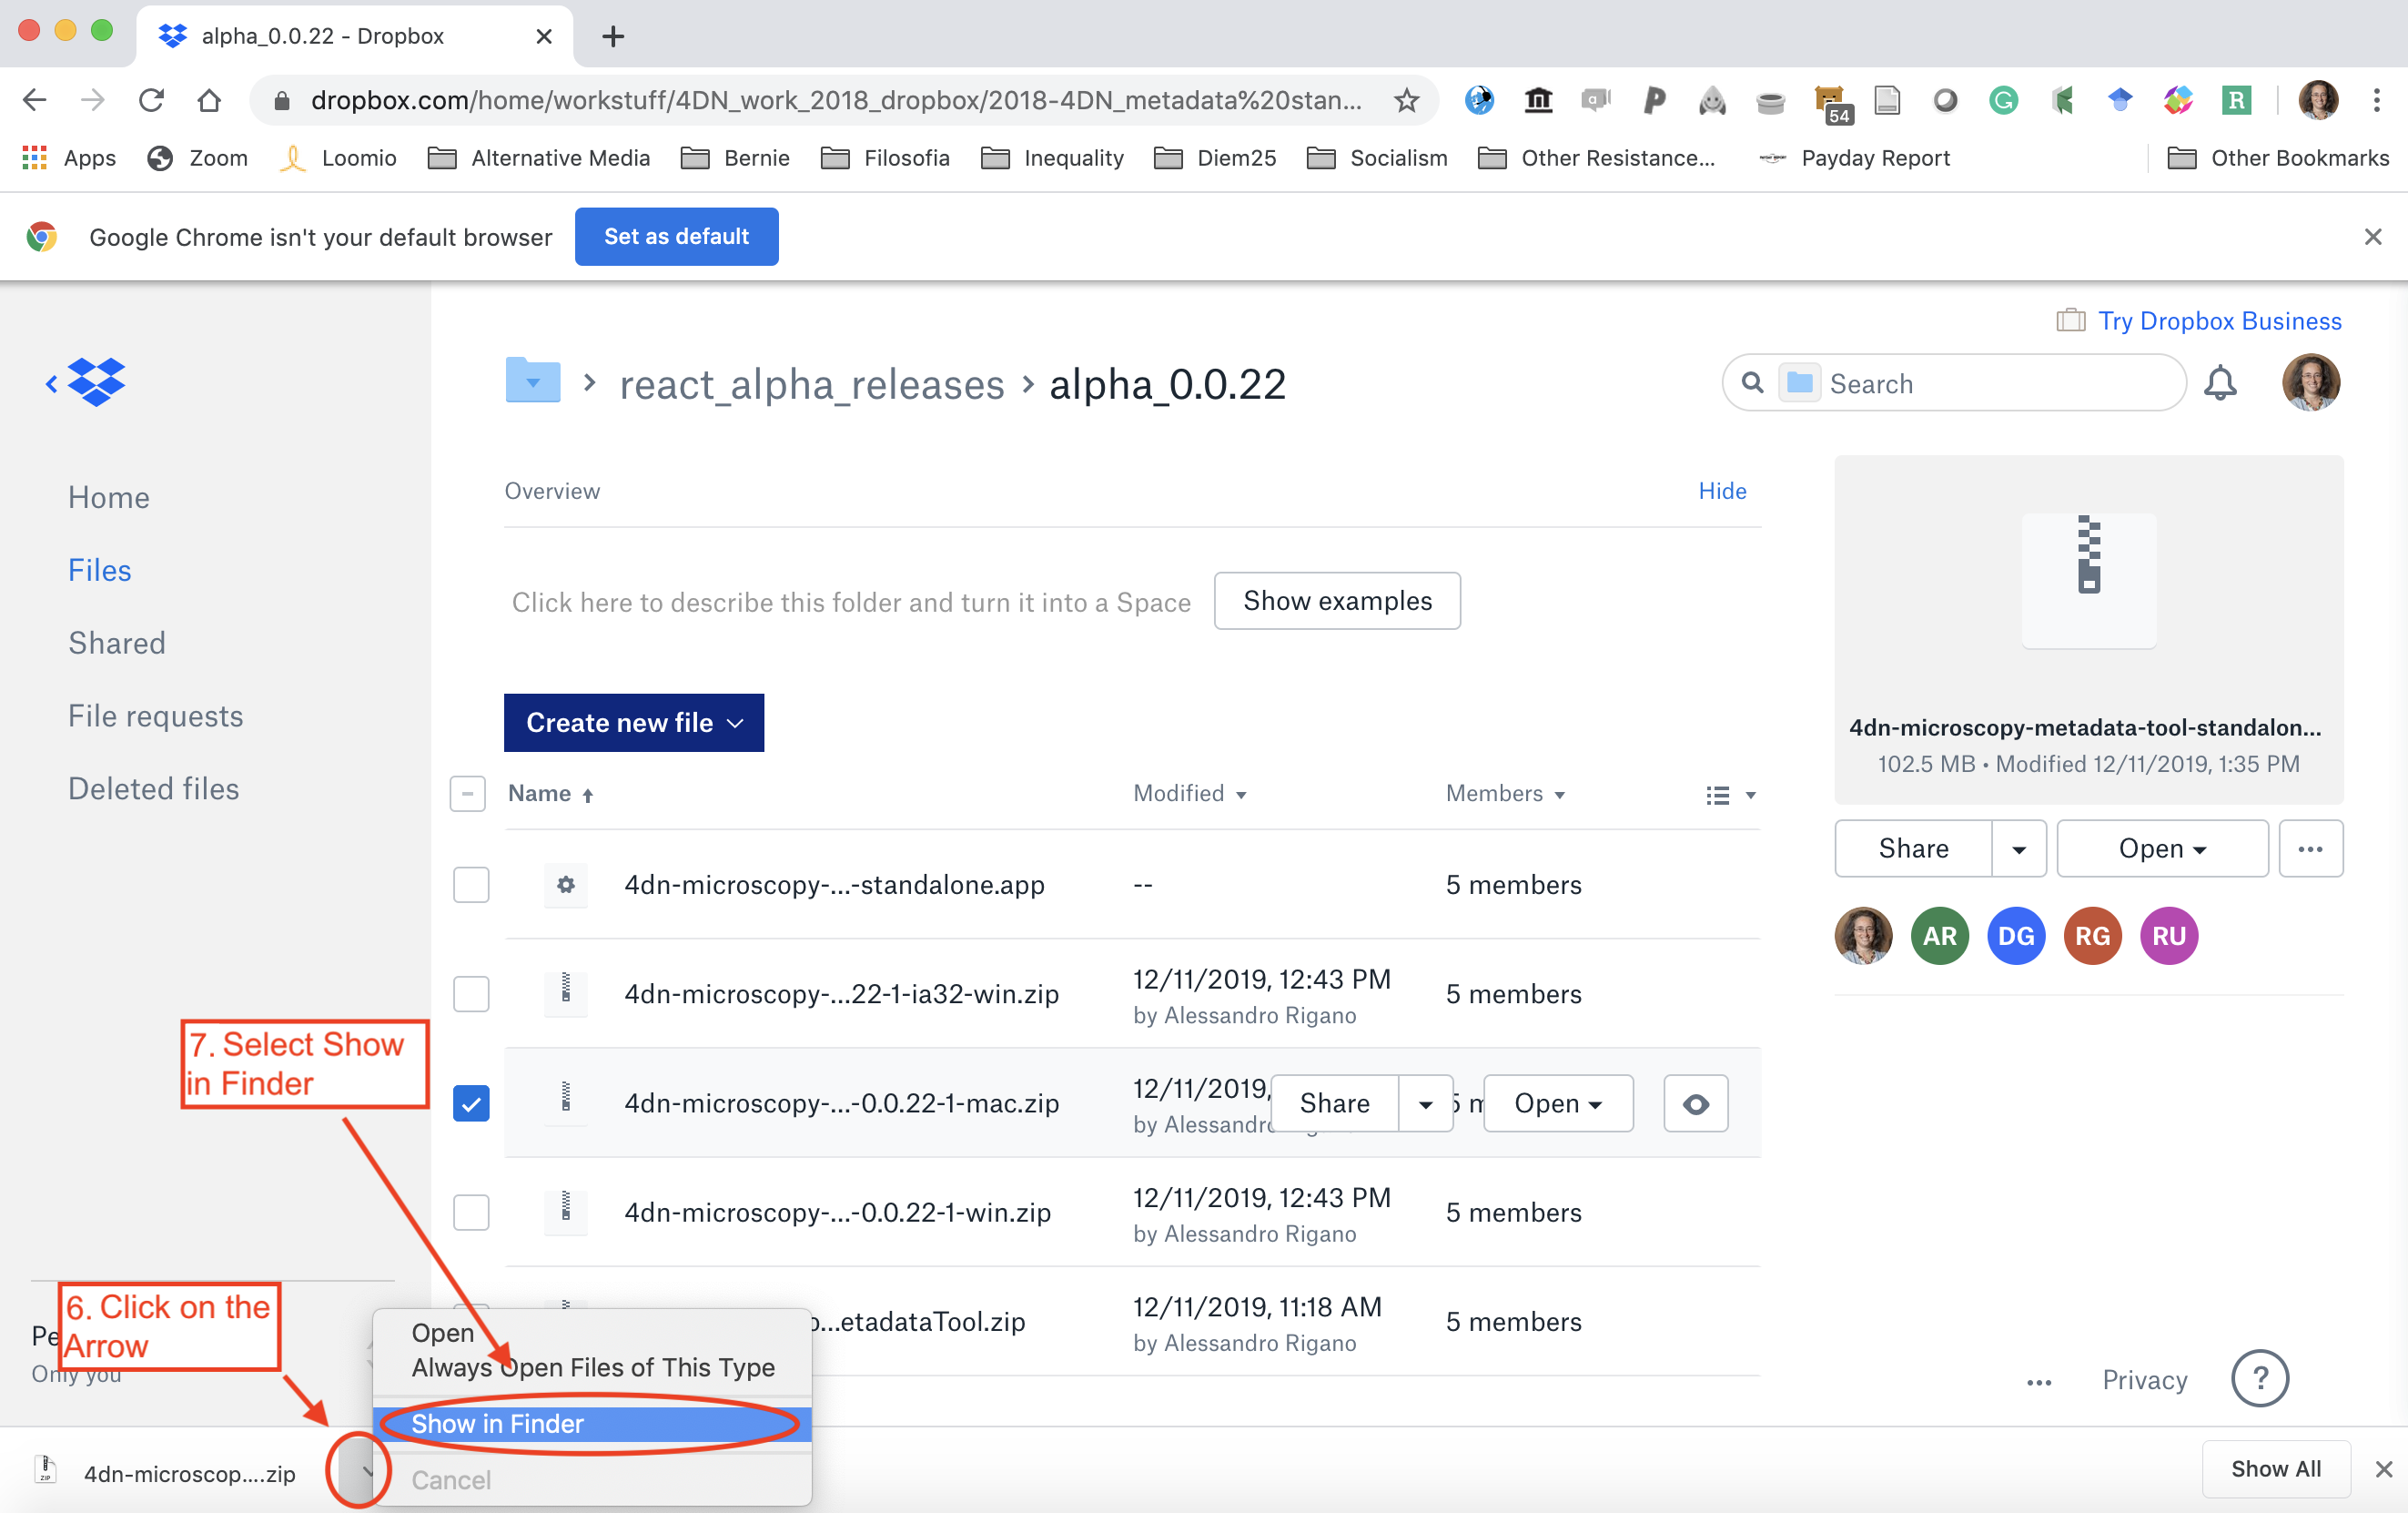 alpha_0.0.22 - Dropbox
dropbox.com/home/workstuff/4DN_work_2018_dropbox/2018-4DN_metadata%20stan...
54
Apps Zoom Loomio Alternative Media Bernie Filosofia Inequality Diem25 Socialism Other Resistance... Payday Report Other Bookmarks
Google Chrome isn't your default browser Set as default
Try Dropbox Business
react_alpha_releases › alpha_0.0.22
Search
Home
Files
Shared
File requests
Deleted files
Overview Hide
Click here to describe this folder and turn it into a Space Show examples
Create new file
Name Modified Members
4dn-microscopy-...-standalone.app -- 5 members
4dn-microscopy-...22-1-ia32-win.zip 12/11/2019, 12:43 PM 5 members
by Alessandro Rigano
4dn-microscopy-...-0.0.22-1-mac.zip 12/11/2019, Share Open
by Alessandro
4dn-microscopy-...-0.0.22-1-win.zip 12/11/2019, 12:43 PM 5 members
by Alessandro Rigano
...etadataTool.zip 12/11/2019, 11:18 AM 5 members
by Alessandro Rigano
4dn-microscopy-metadata-tool-standalon...
102.5 MB • Modified 12/11/2019, 1:35 PM
Share Open ...
AR DG RG RU
7. Select Show
in Finder
6. Click on the
Arrow
Pe
Only you
Open
Always Open Files of This Type
Show in Finder
Cancel
... Privacy ?
ZIP
4dn-microscop....zip
Show All